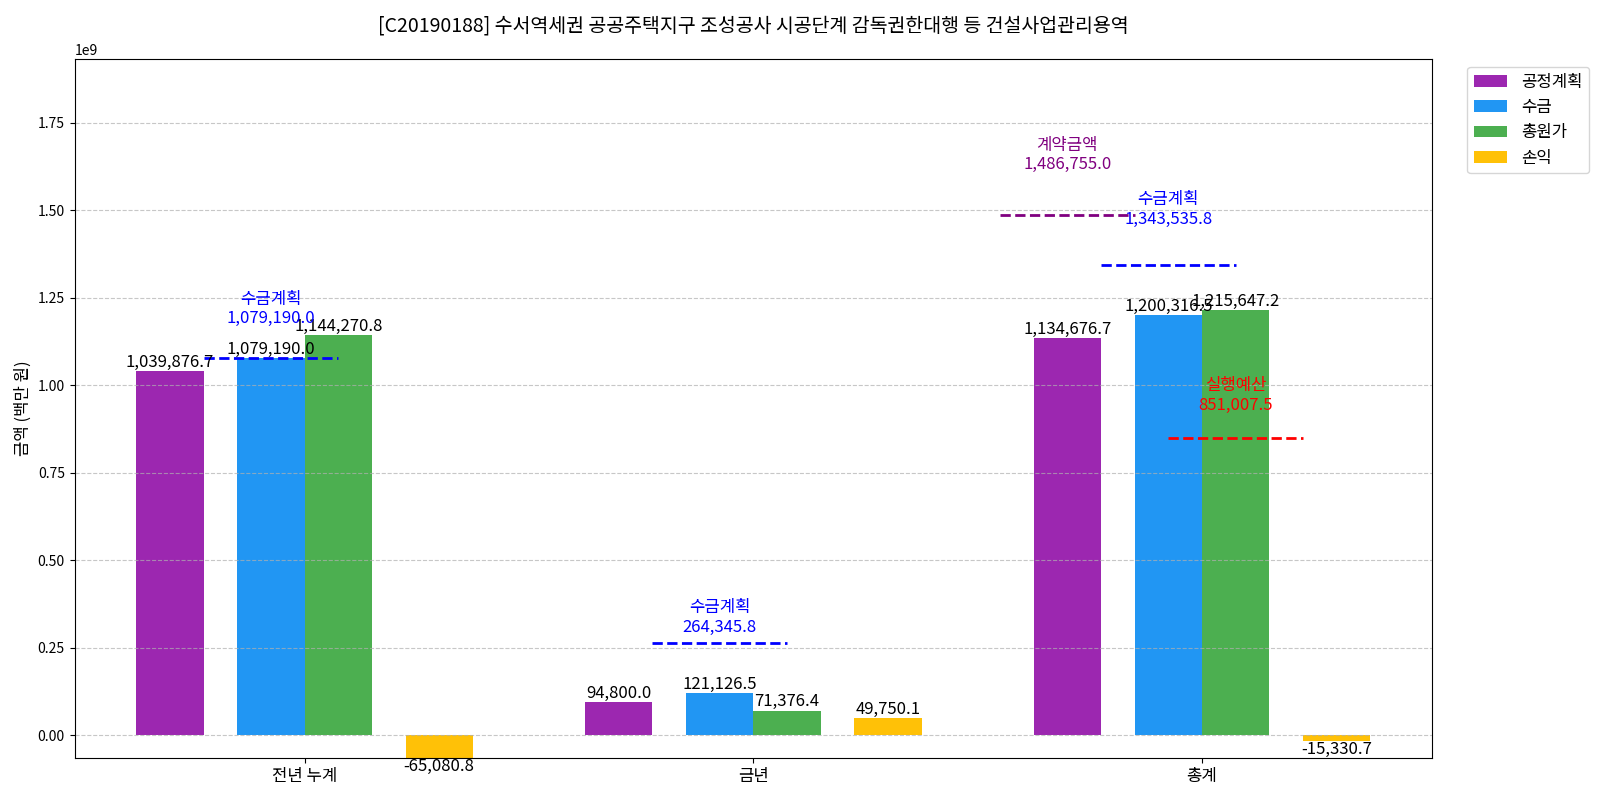 [C20190188] 수서역세권 공공주택지구 조성공사 시공단계 감독권한대행 등 건설사업관리용역
1e9
공정계획
수금
총원가
손익
금액 (백만 원)
1.75
1.50
1.25
1.00
0.75
0.50
0.25
0.00
계약금액
1,486,755.0
수금계획
1,343,535.8
수금계획
1,079,190.0
1,144,270.8
1,079,190.0
1,039,876.7
-65,080.8
수금계획
264,345.8
94,800.0
121,126.5
71,376.4
49,750.1
1,134,676.7
1,200,316.5
1,215,647.2
실행예산
851,007.5
-15,330.7
전년 누계
금년
총계